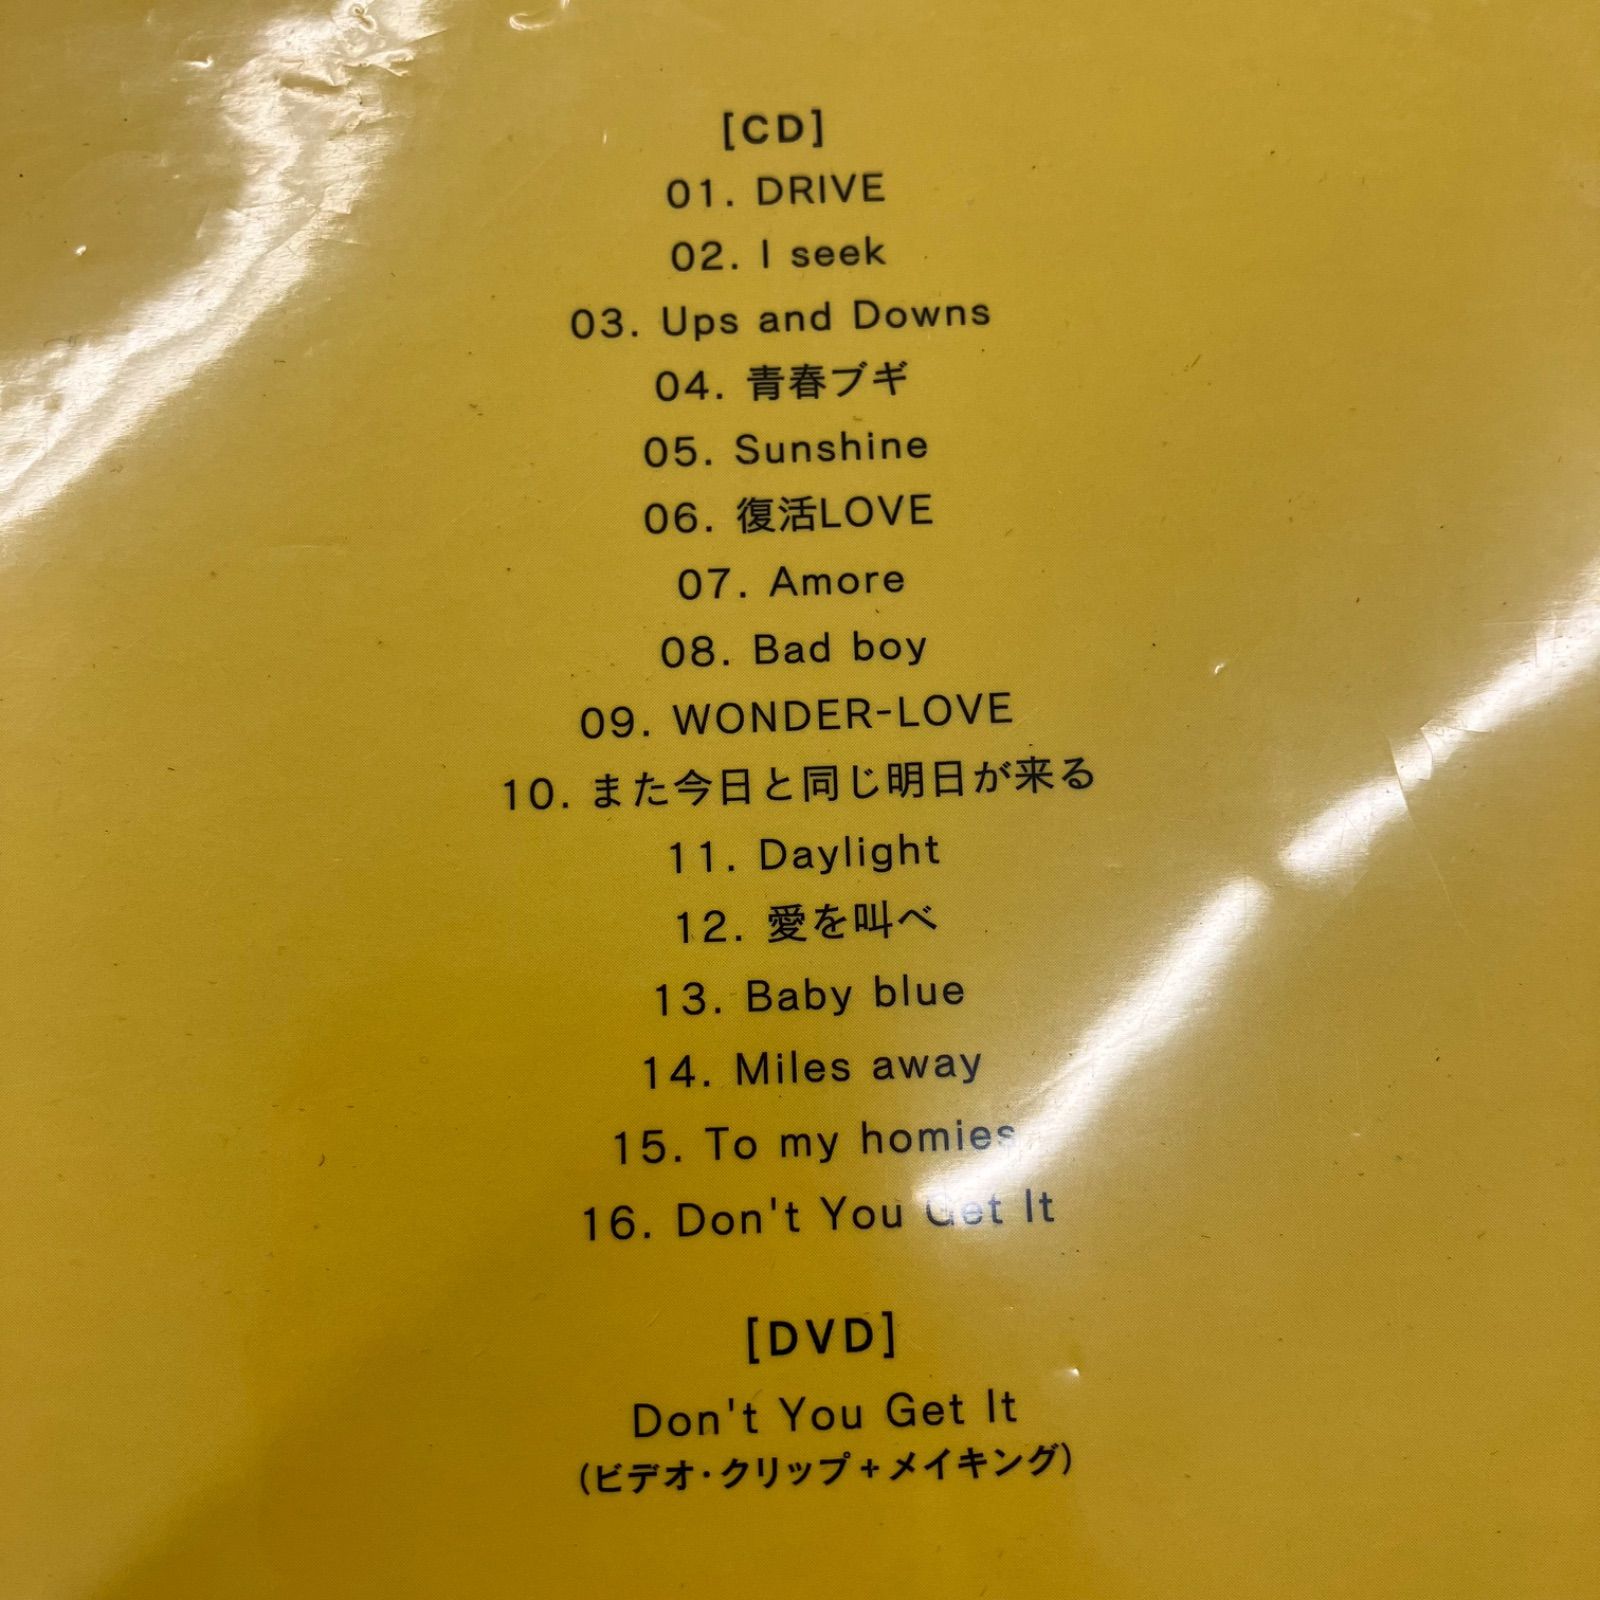 [CD]
01. DRIVE
02. I seek
03. Ups and Downs
04. 青春ブギ
05. Sunshine
06. 復活LOVE
07. Amore
08. Bad boy
09. WONDER-LOVE
10. また今日と同じ明日が来る
11. Daylight
12. 愛を叫べ
13. Baby blue
14. Miles away
15. To my homies
16. Don't You Get It
[DVD]
Don't You Get It
(ビデオ・クリップ+メイキング)